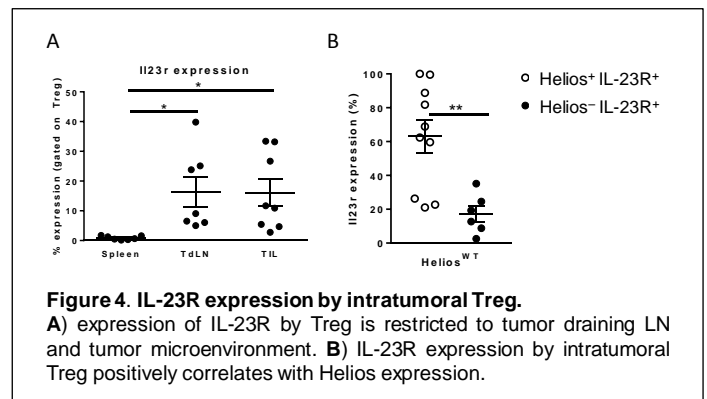 A
Il23r expression
% expression (gated on Treg)
50
40
30
20
10
0
*
*
Spleen
TdLN
TIL
B
Il23r expression (%)
100
80
60
40
20
0
**
Helios WT
Helios+ IL-23R+
Helios– IL-23R+
Figure 4. IL-23R expression by intratumoral Treg.
A) expression of IL-23R by Treg is restricted to tumor draining LN
and tumor microenvironment. B) IL-23R expression by intratumoral
Treg positively correlates with Helios expression.